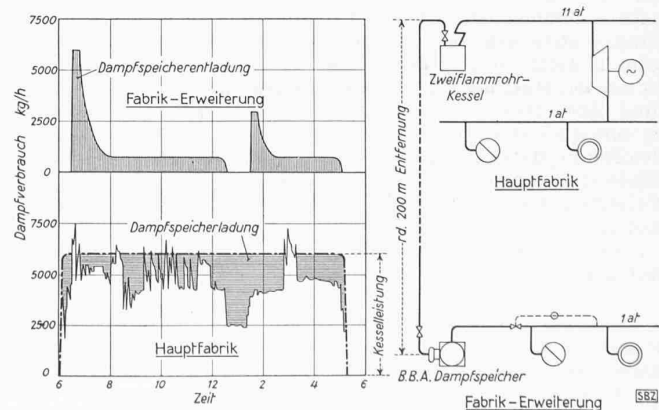 Dampfverbrauch kg/h
7500
5000
2500
0
Dampfspeicherentladung
Fabrik-Erweiterung
7500
5000
2500
0
Dampfspeicherladung
Hauptfabrik
Kesselleistung
6
8
10
12
2
4
6
Zeit
rd. 200 m Entfernung
11 at
Zweiflammrohr-
Kessel
~
1 at
Hauptfabrik
1 at
B.B.A. Dampfspeicher
Fabrik-Erweiterung
SBZ